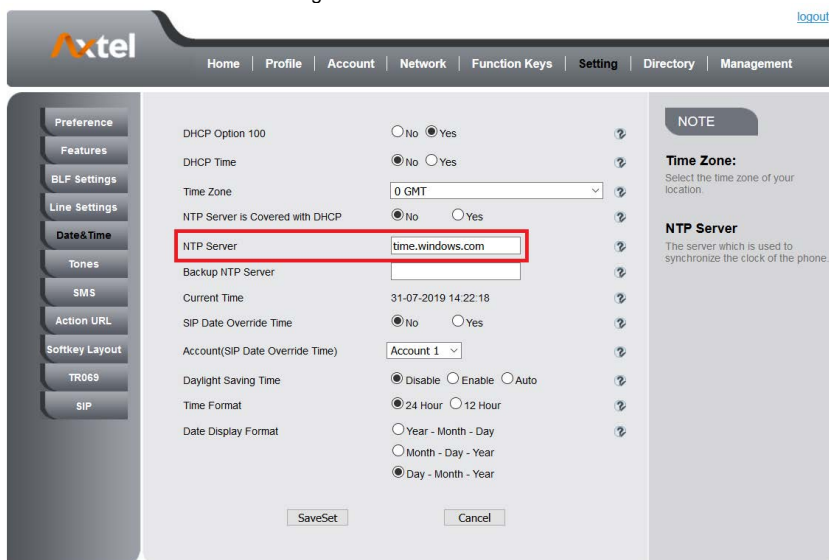 logout
Axtel
Home | Profile | Account | Network | Function Keys | Setting | Directory | Management
Preference
Features
BLF Settings
Line Settings
Date&Time
Tones
SMS
Action URL
Softkey Layout
TR069
SIP
DHCP Option 100 No Yes
DHCP Time No Yes
Time Zone 0 GMT
NTP Server is Covered with DHCP No Yes
NTP Server time.windows.com
Backup NTP Server
Current Time 31-07-2019 14:22:18
SIP Date Override Time No Yes
Account(SIP Date Override Time) Account 1
Daylight Saving Time Disable Enable Auto
Time Format 24 Hour 12 Hour
Date Display Format Year - Month - Day
Month - Day - Year
Day - Month - Year
SaveSet Cancel
NOTE
Time Zone:
Select the time zone of your
location.
NTP Server
The server which is used to
synchronize the clock of the phone.